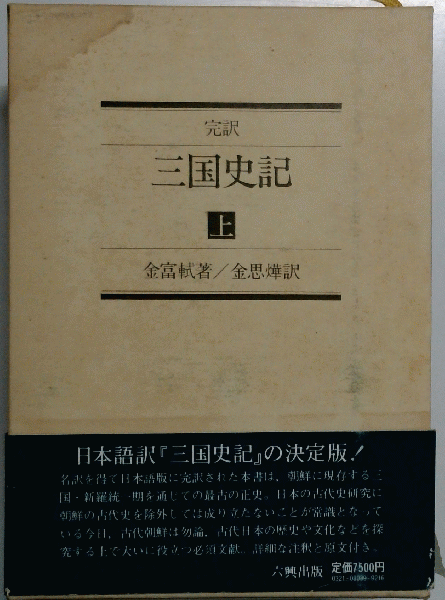 完訳
三国史記
上
金富軾著／金思燁訳
日本語訳『三国史記』の決定版！
名訳を得て日本語版に完訳された本書は、朝鮮に現存する三
国・新羅統一期を通じての最古の正史。日本の古代史研究に
朝鮮の古代史を除外しては成り立たないことが常識となって
いる今日、古代朝鮮は勿論、古代日本の歴史や文化などを探
究する上で大いに役立つ必須文献。詳細な注釈と原文付き。
六興出版 定価7500円